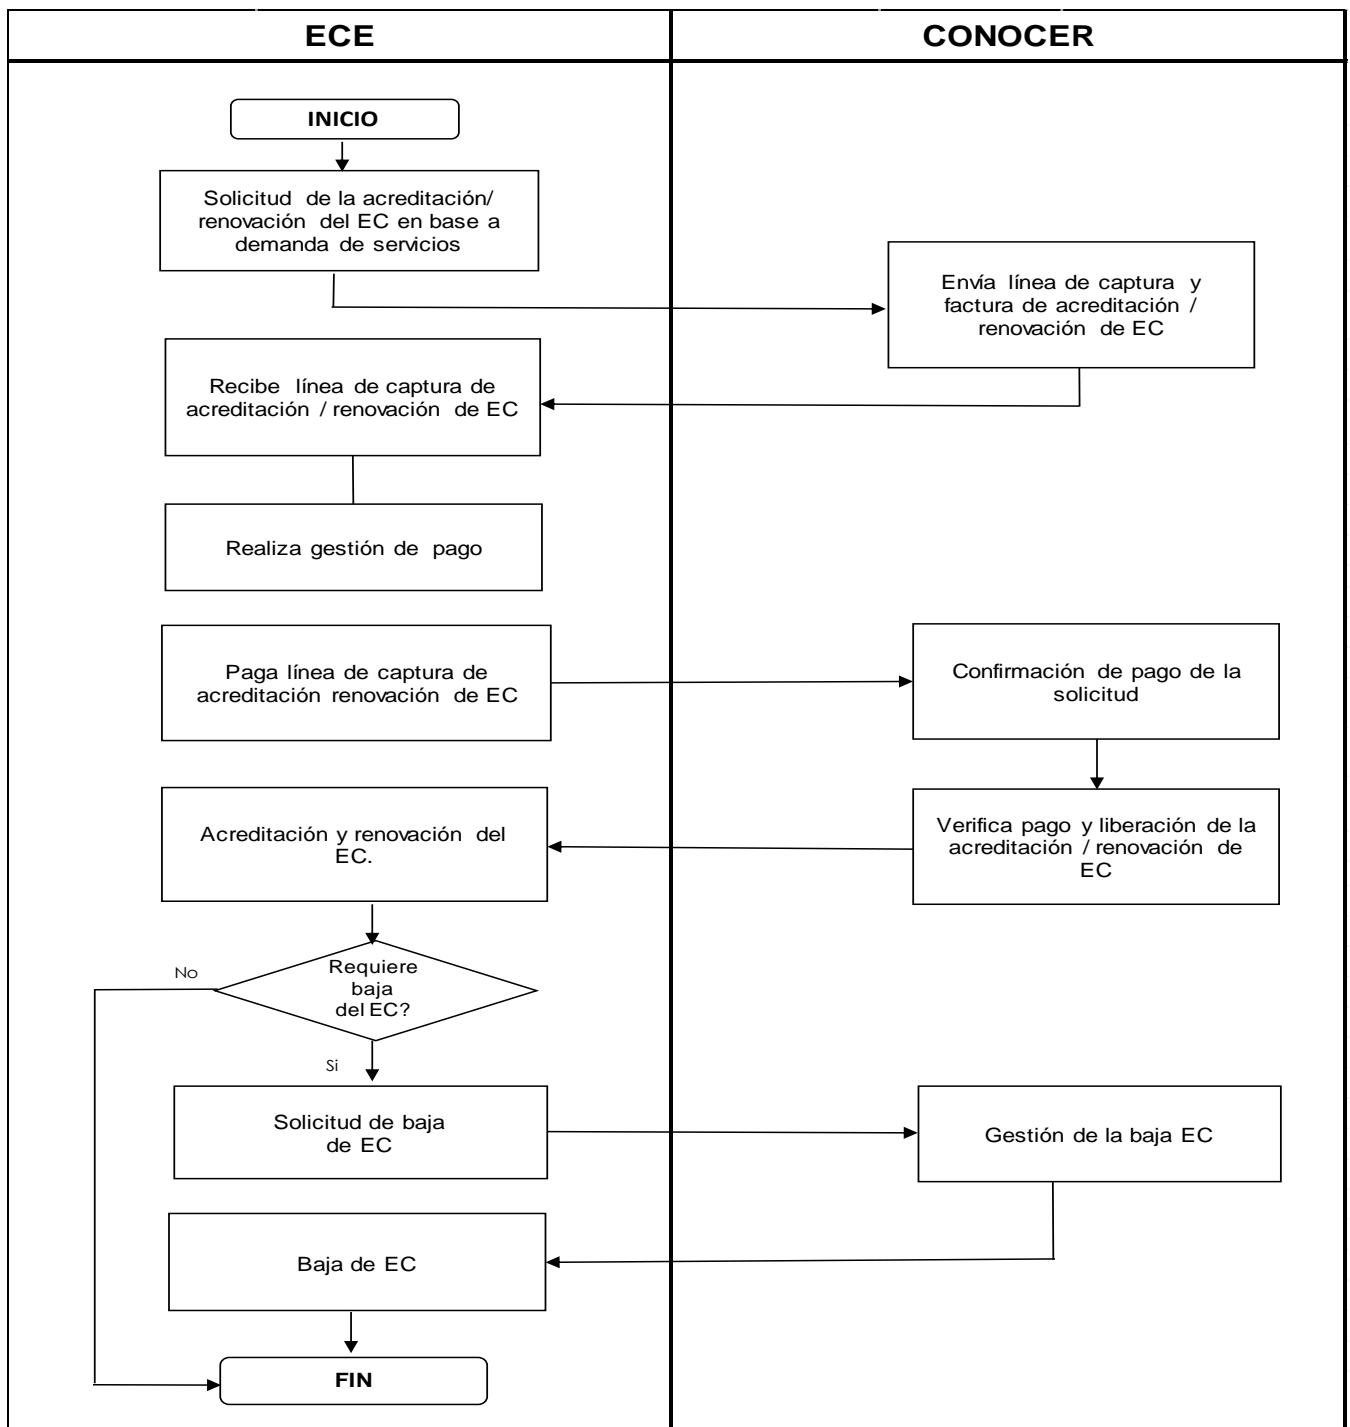 ECE
CONOCER
INICIO
Solicitud de la acreditación/
renovación del EC en base a
demanda de servicios
Envía línea de captura y
factura de acreditación /
renovación de EC
Recibe línea de captura de
acreditación / renovación de EC
Realiza gestión de pago
Paga línea de captura de
acreditación renovación de EC
Confirmación de pago de la
solicitud
Verifica pago y liberación de la
acreditación / renovación de
EC
Acreditación y renovación del
EC.
Requiere
baja
del EC?
No
Si
Solicitud de baja
de EC
Gestión de la baja EC
Baja de EC
FIN